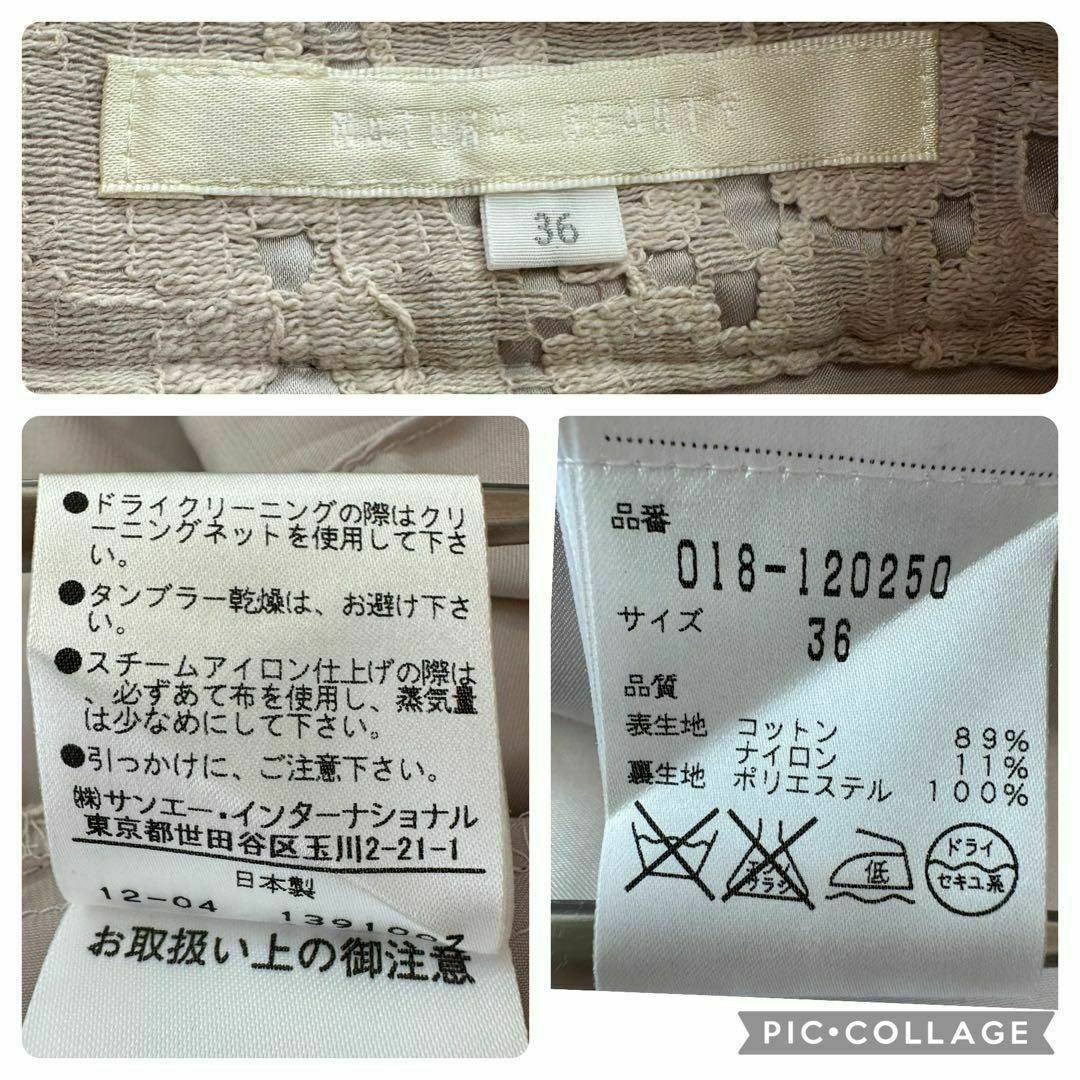 NATURAL BEAUTY
36
●ドライクリーニングの際はクリ
ーニングネットを使用して下さ
い。
●タンブラー乾燥は、お避け下さ
い。
●スチームアイロン仕上げの際は
、必ずあて布を使用し、蒸気量
は少なめにして下さい。
●引っかけに、ご注意下さい。
㈱サンエー・インターナショナル
東京都世田谷区玉川2-21-1
日本製
12-04 1391007
お取扱い上の御注意
品番
018-120250
サイズ
36
品質
表生地 コットン 89%
ナイロン 11%
裏生地 ポリエステル 100%
エンソ
サラシ
低
ドライ
セキユ系
PIC•COLLAGE